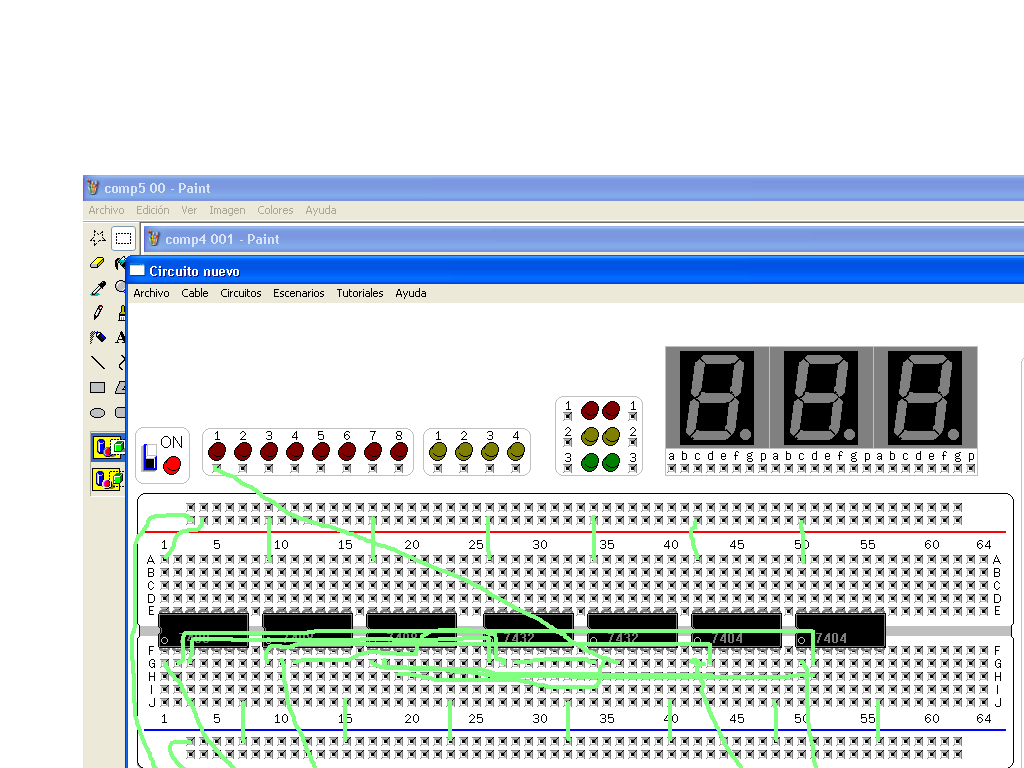 comp5 00 - Paint
Archivo Edición Ver Imagen Colores Ayuda
comp4 001 - Paint
Circuito nuevo
Archivo Cable Circuitos Escenarios Tutoriales Ayuda
ON
1 2 3 4 5 6 7 8
1 2 3 4
1 1
2 2
3 3
a b c d e f g p a b c d e f g p a b c d e f g p
1 5 10 15 20 25 30 35 40 45 50 55 60 64
A A
B B
C C
D D
E E
7432 7432 7404 7404
F F
G G
H H
I I
J J
1 5 10 15 20 25 30 35 40 45 50 55 60 64